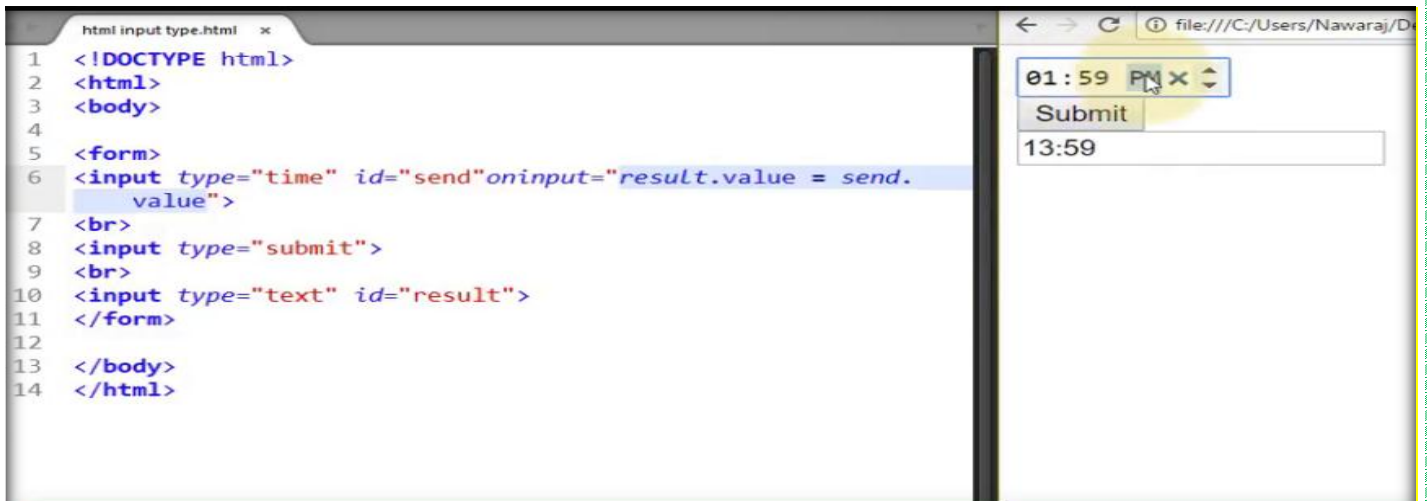 html input type.html ×
file:///C:/Users/Nawaraj/De
1 <!DOCTYPE html>
2 <html>
3 <body>
4
5 <form>
6 <input type="time" id="send"oninput="result.value = send.
value">
7 <br>
8 <input type="submit">
9 <br>
10 <input type="text" id="result">
11 </form>
12
13 </body>
14 </html>
01:59 PM ×
Submit
13:59